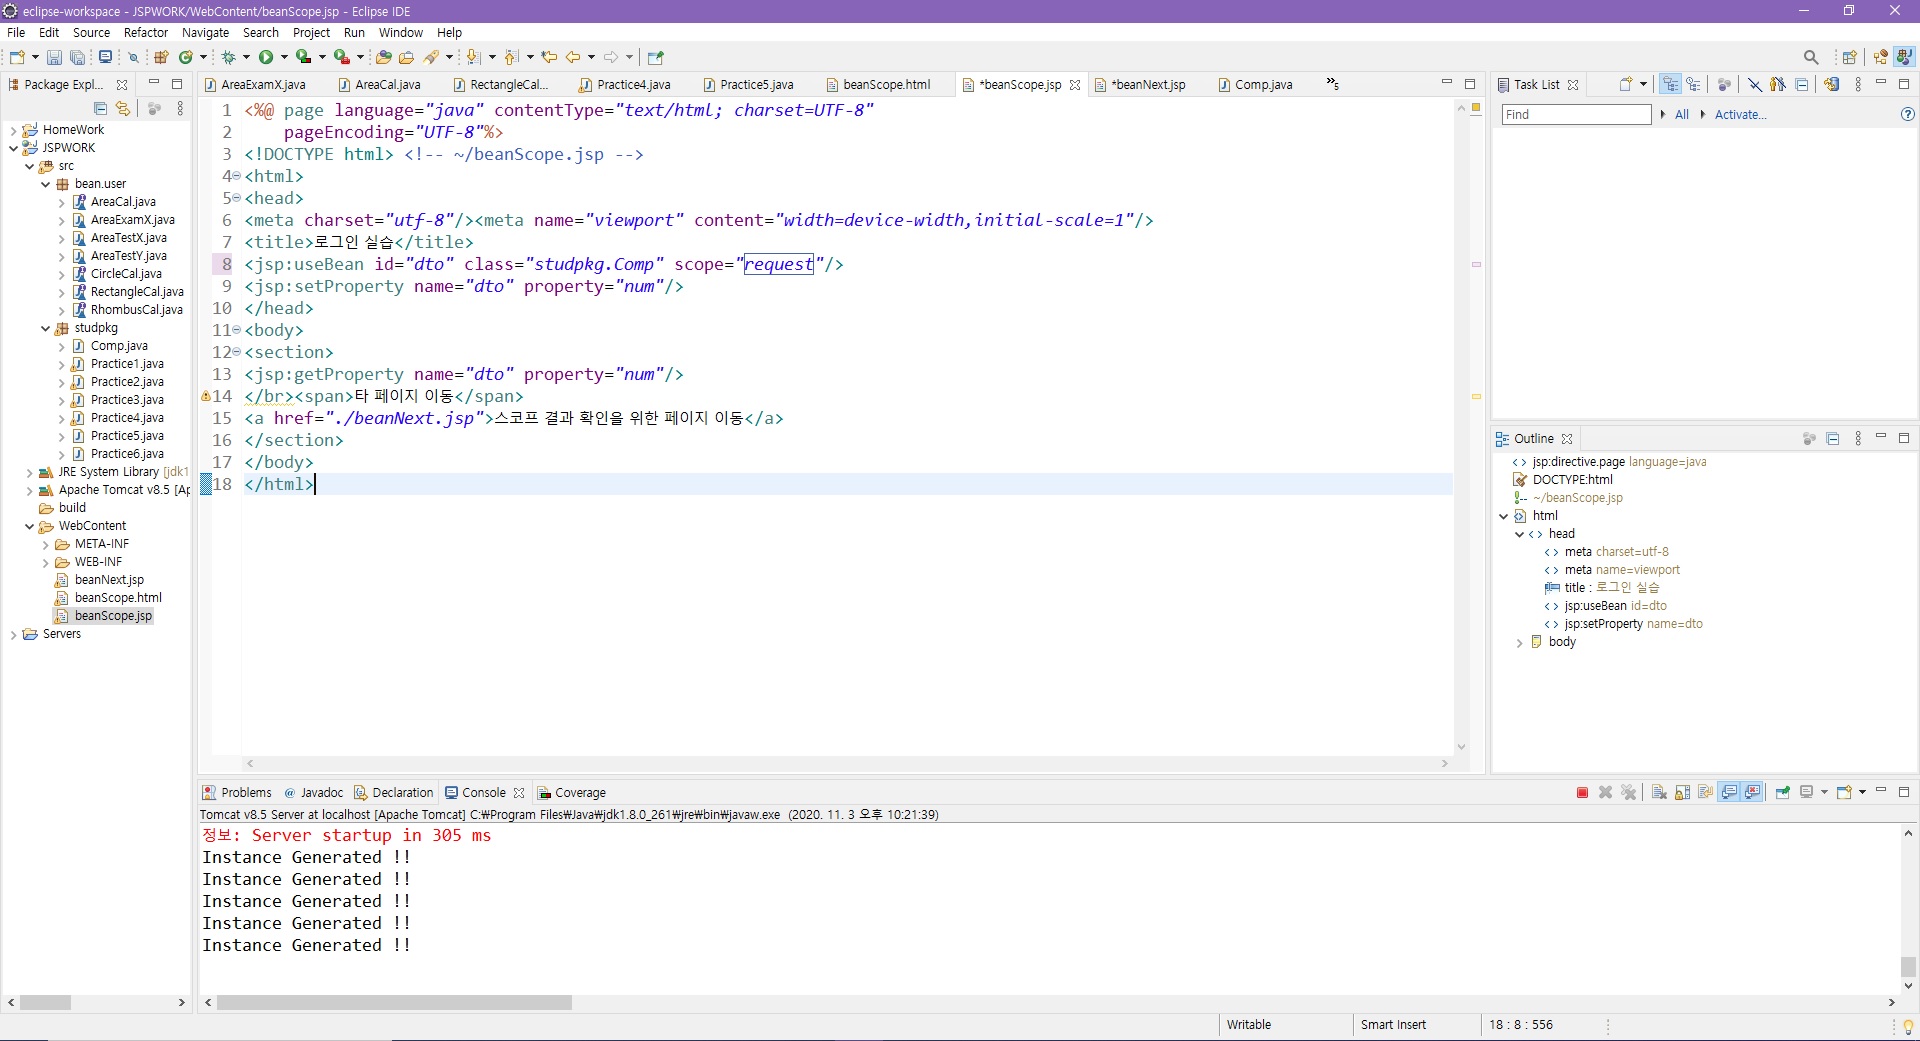 eclipse-workspace - JSPWORK/WebContent/beanScope.jsp - Eclipse IDE
File Edit Source Refactor Navigate Search Project Run Window Help
Package Expl...
HomeWork
JSPWORK
src
bean.user
AreaCal.java
AreaExamX.java
AreaTestX.java
AreaTestY.java
CircleCal.java
RectangleCal.java
RhombusCal.java
studpkg
Comp.java
Practice1.java
Practice2.java
Practice3.java
Practice4.java
Practice5.java
Practice6.java
JRE System Library [jdk1
Apache Tomcat v8.5 [Ap
build
WebContent
META-INF
WEB-INF
beanNext.jsp
beanScope.html
beanScope.jsp
Servers
AreaExamX.java AreaCal.java RectangleCal... Practice4.java Practice5.java beanScope.html *beanScope.jsp *beanNext.jsp Comp.java »5
1 <%@ page language="java" contentType="text/html; charset=UTF-8"
2 pageEncoding="UTF-8"%>
3 <!DOCTYPE html> <!-- ~/beanScope.jsp -->
4 <html>
5 <head>
6 <meta charset="utf-8"/><meta name="viewport" content="width=device-width,initial-scale=1"/>
7 <title>로그인 실습</title>
8 <jsp:useBean id="dto" class="studpkg.Comp" scope="request"/>
9 <jsp:setProperty name="dto" property="num"/>
10 </head>
11 <body>
12 <section>
13 <jsp:getProperty name="dto" property="num"/>
14 </br><span>타 페이지 이동</span>
15 <a href="./beanNext.jsp">스코프 결과 확인을 위한 페이지 이동</a>
16 </section>
17 </body>
18 </html>
Task List
Find All Activate...
Outline
jsp:directive.page language=java
DOCTYPE:html
~/beanScope.jsp
html
head
meta charset=utf-8
meta name=viewport
title : 로그인 실습
jsp:useBean id=dto
jsp:setProperty name=dto
body
Problems @ Javadoc Declaration Console Coverage
Tomcat v8.5 Server at localhost [Apache Tomcat] C:₩Program Files₩Java₩jdk1.8.0_261₩jre₩bin₩javaw.exe (2020. 11. 3 오후 10:21:39)
정보: Server startup in 305 ms
Instance Generated !!
Instance Generated !!
Instance Generated !!
Instance Generated !!
Instance Generated !!
Writable Smart Insert 18 : 8 : 556